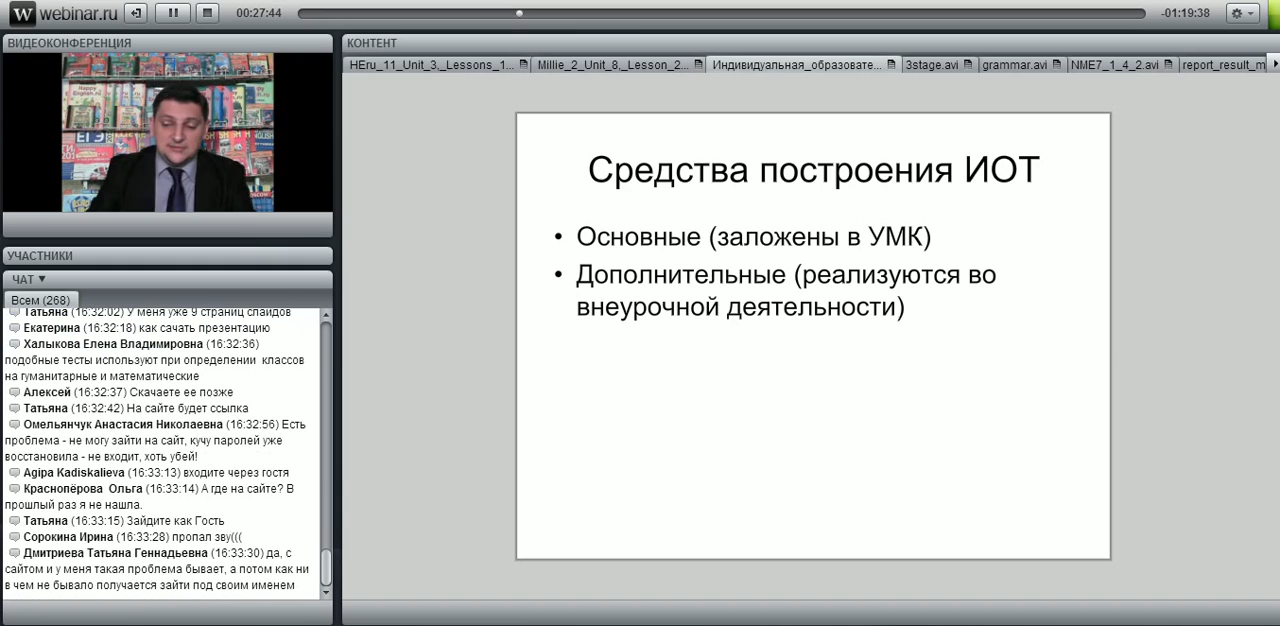 W webinar.ru
00:27:44
-01:19:38
ВИДЕОКОНФЕРЕНЦИЯ
Happy English.ru
ЕГЭ
ENGLISH
УЧАСТНИКИ
ЧАТ ▼
Всем (268)
Татьяна (16:32:02) У меня уже 9 страниц слайдов
Екатерина (16:32:18) как сачать презентацию
Халыкова Елена Владимировна (16:32:36)
подобные тесты используют при определении классов
на гуманитарные и математические
Алексей (16:32:37) Скачаете ее позже
Татьяна (16:32:42) На сайте будет ссылка
Омельянчук Анастасия Николаевна (16:32:56) Есть
проблема - не могу зайти на сайт, кучу паролей уже
восстановила - не входит, хоть убей!
Agipa Kadiskalieva (16:33:13) входите через гостя
Краснопёрова Ольга (16:33:14) А где на сайте? В
прошлый раз я не нашла.
Татьяна (16:33:15) Зайдите как Гость
Сорокина Ирина (16:33:28) пропал зву(((
Дмитриева Татьяна Геннадьевна (16:33:30) да, с
сайтом и у меня такая проблема бывает, а потом как ни
в чем не бывало получается зайти под своим именем
КОНТЕНТ
HEru_11_Unit_3,_Lessons_1...
Millie_2_Unit_8,_Lesson_2...
Индивидуальная_образовате...
3stage.avi
grammar.avi
NME7_1_4_2.avi
report_result_m
Средства построения ИОТ
• Основные (заложены в УМК)
• Дополнительные (реализуются во
внеурочной деятельности)